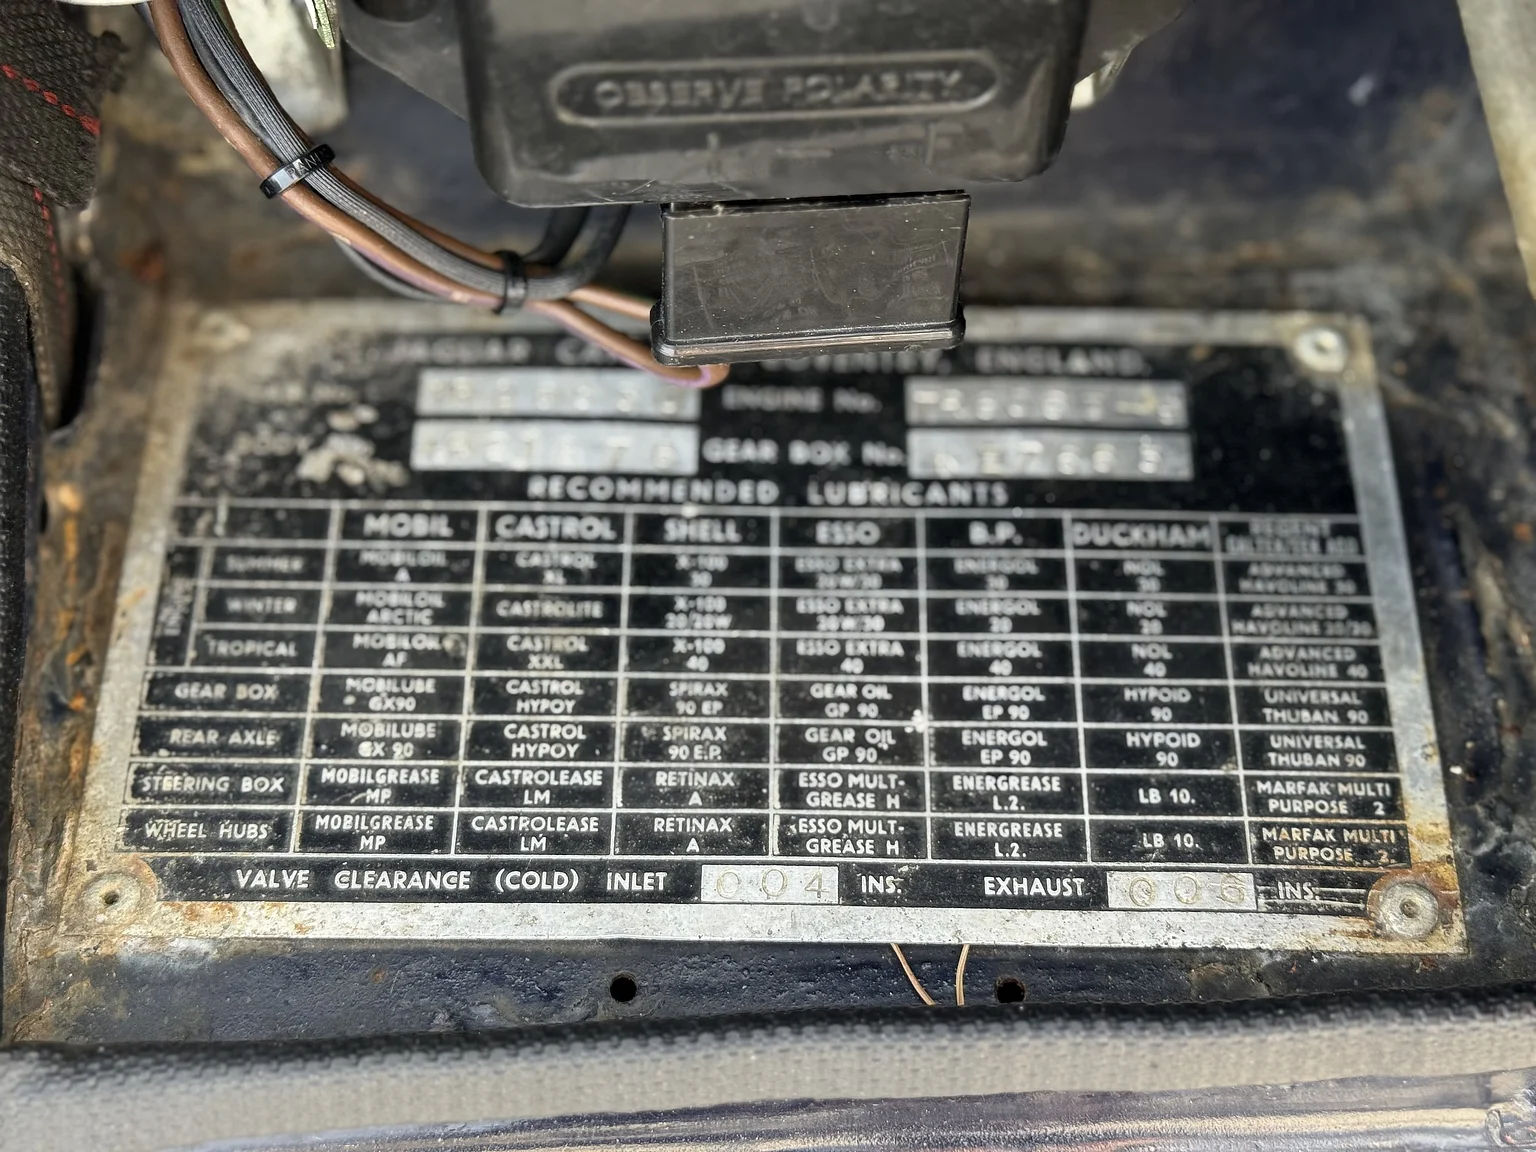 OBSERVE POLARITY
JAGUAR COVENTRY, ENGLAND.
ENGINE No.
GEAR BOX No.
RECOMMENDED LUBRICANTS
MOBIL CASTROL SHELL ESSO B.P. DUCKHAM REGENT
SUMMER MOBILOIL A CASTROL XL X-100 30 ESSO EXTRA 20W/30 ENERGOL 30 NOL 30 ADVANCED HAVOLINE 30
WINTER MOBILOIL ARCTIC CASTROLITE X-100 20/20W ESSO EXTRA 20W/30 ENERGOL 20 NOL 20 ADVANCED HAVOLINE
TROPICAL MOBILOIL AF CASTROL XXL X-100 40 ESSO EXTRA 40 ENERGOL 40 NOL 40 ADVANCED HAVOLINE 40
GEAR BOX MOBILUBE GX90 CASTROL HYPOY SPIRAX 90 EP GEAR OIL GP 90 ENERGOL EP 90 HYPOID 90 UNIVERSAL THUBAN 90
REAR AXLE MOBILUBE GX 90 CASTROL HYPOY SPIRAX 90 E.P. GEAR OIL GP 90 ENERGOL EP 90 HYPOID 90 UNIVERSAL THUBAN 90
STEERING BOX MOBILGREASE MP CASTROLEASE LM RETINAX A ESSO MULT-GREASE H ENERGREASE L.2. LB 10. MARFAK MULTI PURPOSE 2
WHEEL HUBS MOBILGREASE MP CASTROLEASE LM RETINAX A ESSO MULT-GREASE H ENERGREASE L.2. LB 10. MARFAK MULTI PURPOSE 2
VALVE CLEARANCE (COLD) INLET 004 INS. EXHAUST 006 INS.